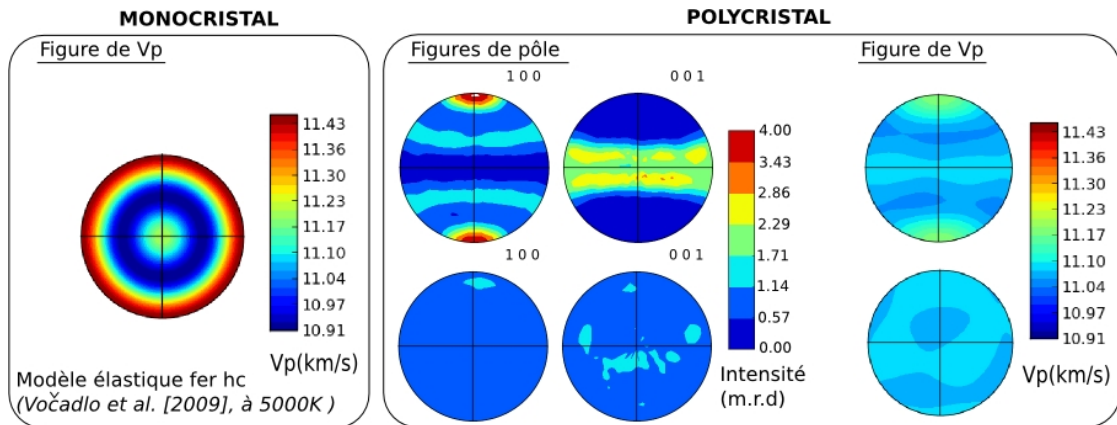 MONOCRISTAL
Figure de Vp
11.43
11.36
11.30
11.23
11.17
11.10
11.04
10.97
10.91
Vp(km/s)
Modèle élastique fer hc
(Vočadlo et al. [2009], à 5000K )
POLYCRISTAL
Figures de pôle
1 0 0
0 0 1
1 0 0
0 0 1
4.00
3.43
2.86
2.29
1.71
1.14
0.57
0.00
Intensité
(m.r.d)
Figure de Vp
11.43
11.36
11.30
11.23
11.17
11.10
11.04
10.97
10.91
Vp(km/s)